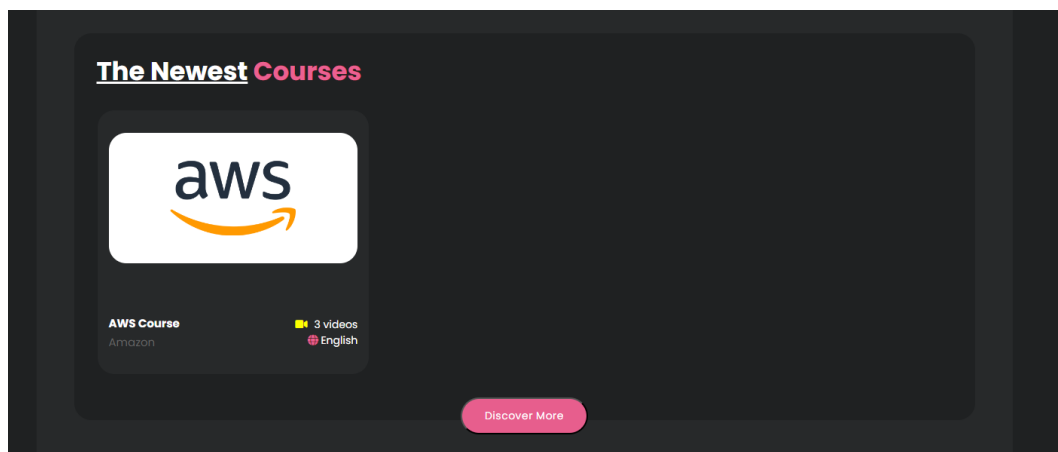 The Newest Courses
aws
AWS Course
3 videos
Amazon
English
Discover More